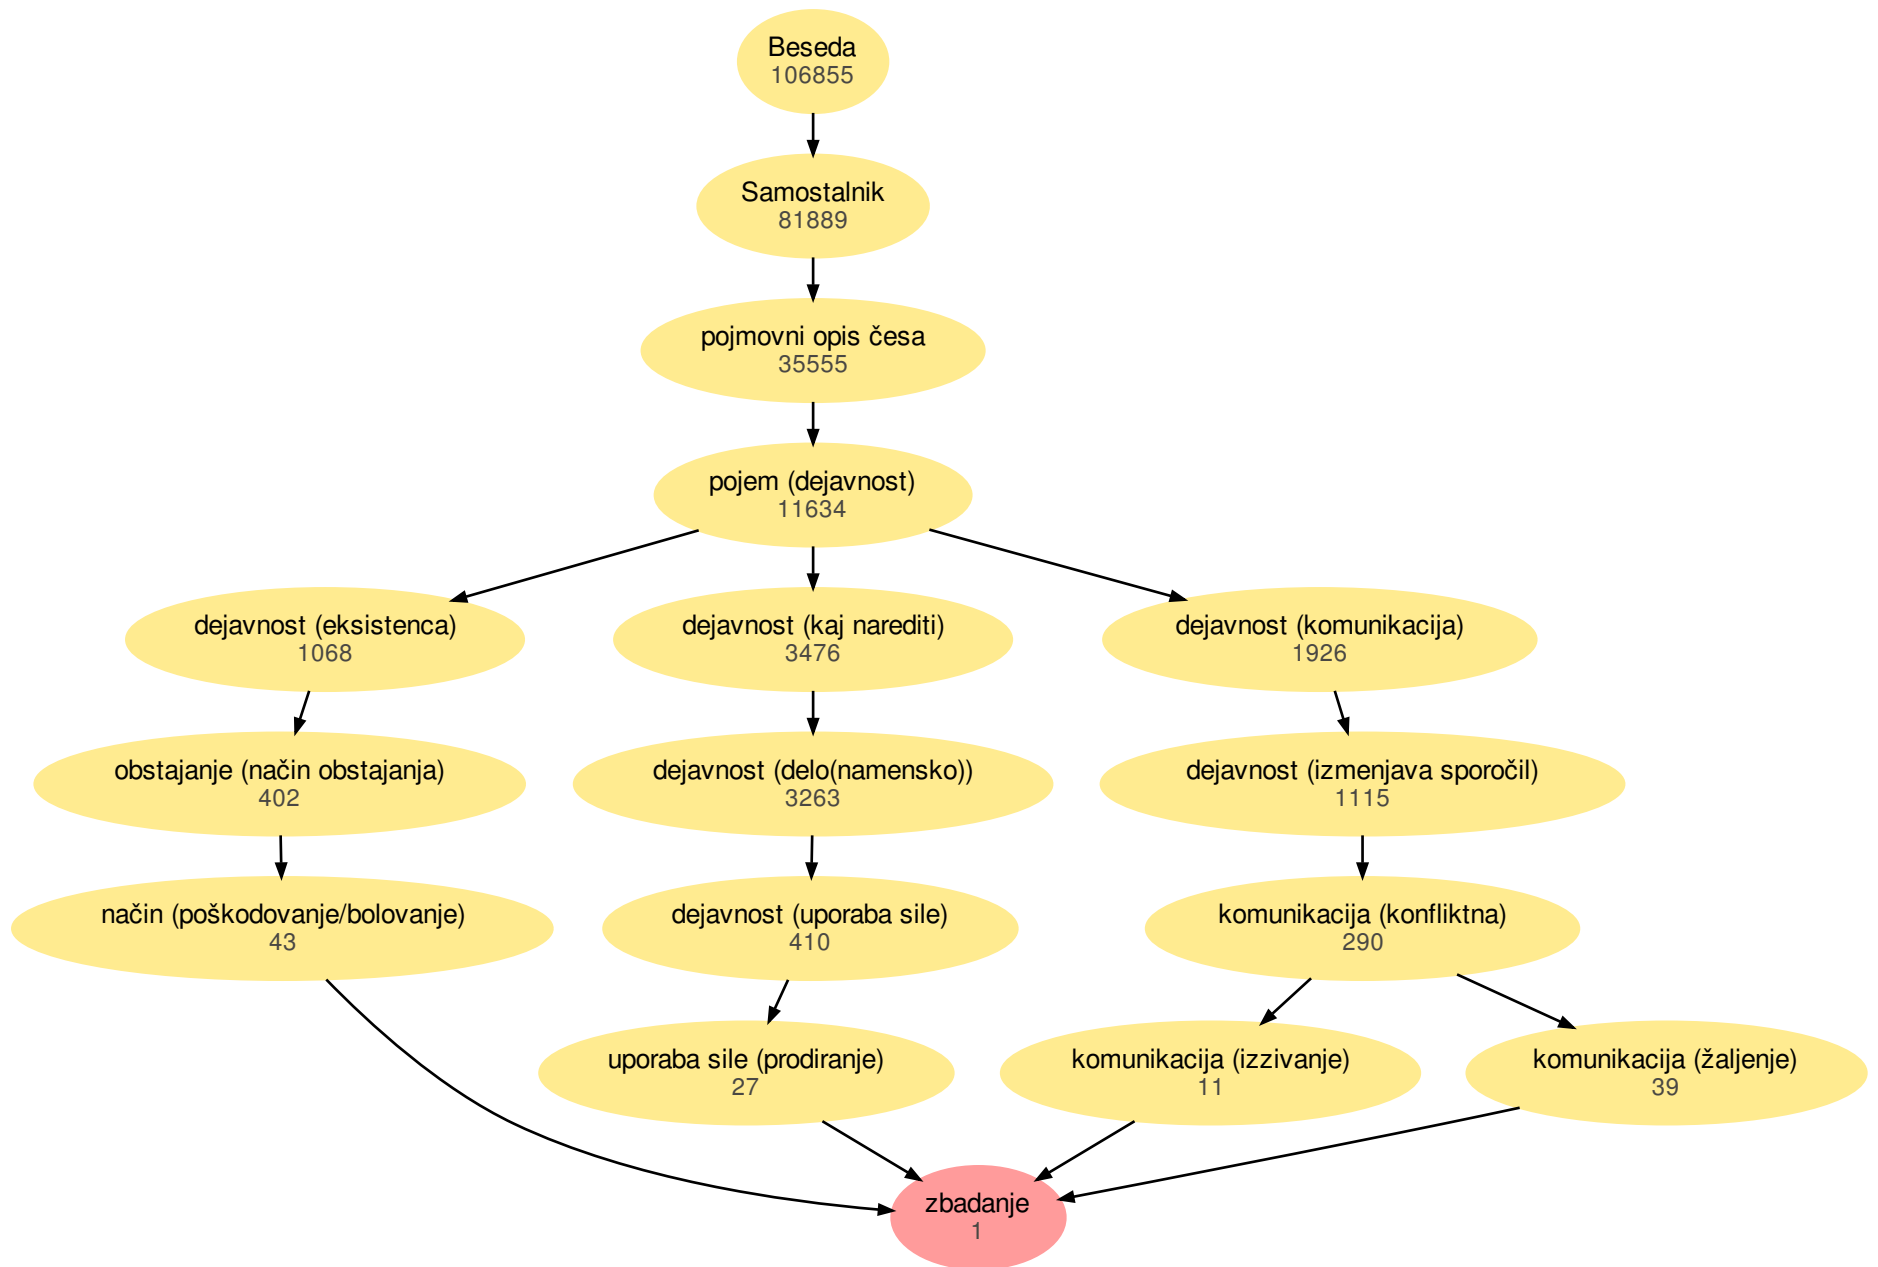 Beseda
106855
Samostalnik
81889
pojmovni opis česa
35555
pojem (dejavnost)
11634
dejavnost (eksistenca)
1068
dejavnost (kaj narediti)
3476
dejavnost (komunikacija)
1926
obstajanje (način obstajanja)
402
dejavnost (delo(namensko))
3263
dejavnost (izmenjava sporočil)
1115
način (poškodovanje/bolovanje)
43
dejavnost (uporaba sile)
410
komunikacija (konfliktna)
290
uporaba sile (prodiranje)
27
komunikacija (izzivanje)
11
komunikacija (žaljenje)
39
zbadanje
1